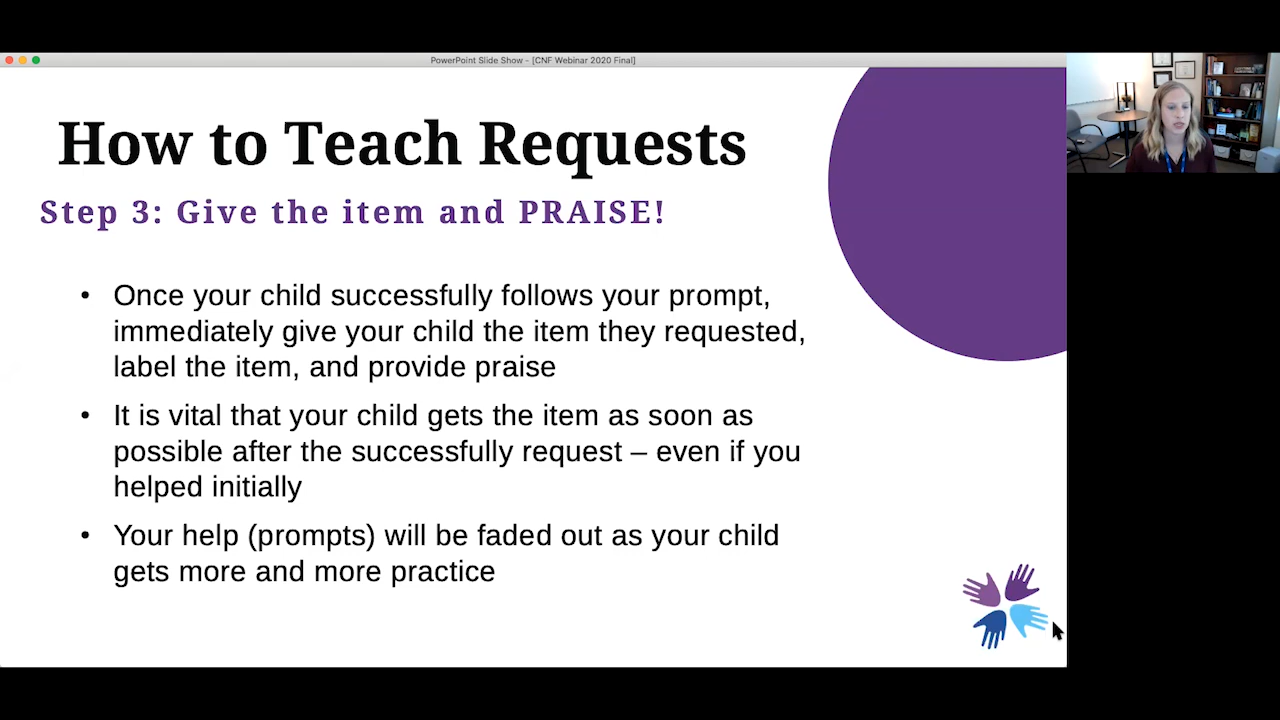 PowerPoint Slide Show - [CNF Webinar 2020 Final]
How to Teach Requests
Step 3: Give the item and PRAISE!
• Once your child successfully follows your prompt,
immediately give your child the item they requested,
label the item, and provide praise
• It is vital that your child gets the item as soon as
possible after the successfully request – even if you
helped initially
• Your help (prompts) will be faded out as your child
gets more and more practice